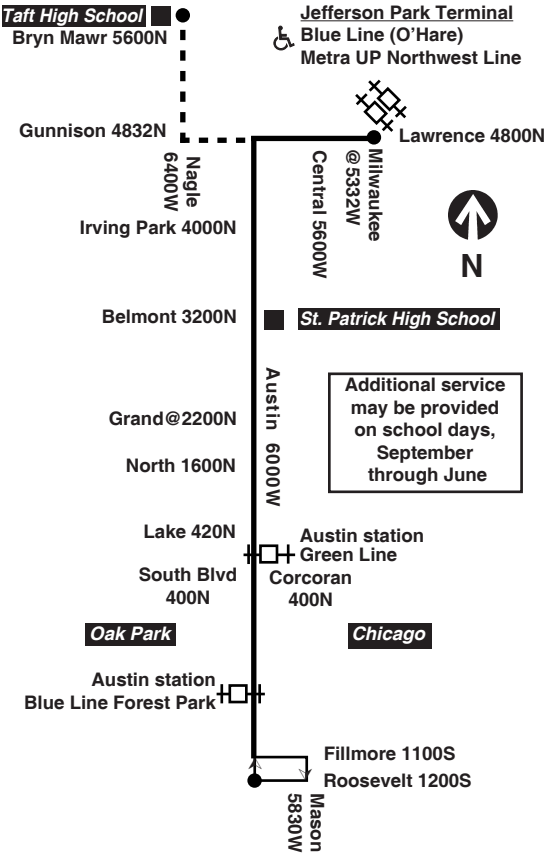 Taft High School
Bryn Mawr 5600N
Jefferson Park Terminal
Blue Line (O'Hare)
Metra UP Northwest Line
Gunnison 4832N
Lawrence 4800N
Nagle
6400W
Milwaukee
@5332W
Central 5600W
Irving Park 4000N
N
Belmont 3200N
St. Patrick High School
Austin 6000W
Additional service
may be provided
on school days,
September
through June
Grand@2200N
North 1600N
Lake 420N
Austin station
Green Line
South Blvd
400N
Corcoran
400N
Oak Park
Chicago
Austin station
Blue Line Forest Park
Fillmore 1100S
Roosevelt 1200S
Mason
5830W